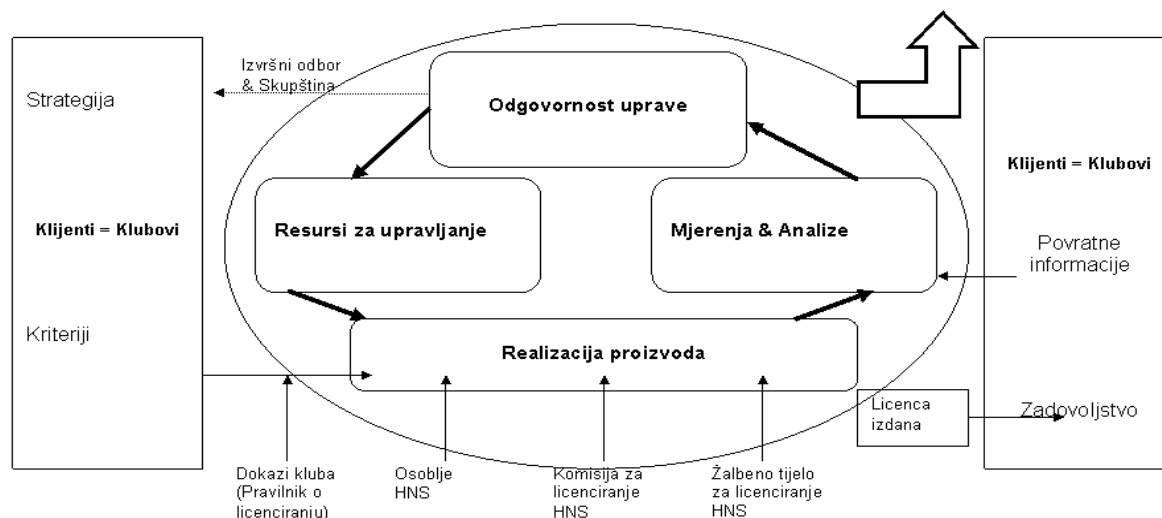 Strategija
Klijenti = Klubovi
Kriteriji
Izvršni odbor
& Skupština
Odgovornost uprave
Resursi za upravljanje
Mjerenja & Analize
Realizacija proizvoda
Klijenti = Klubovi
Povratne
informacije
Zadovoljstvo
Licenca
izdana
Dokazi kluba
(Pravilnik o
licenciranju)
Osoblje
HNS
Komisija za
licenciranje
HNS
Žalbeno tijelo
za licenciranje
HNS